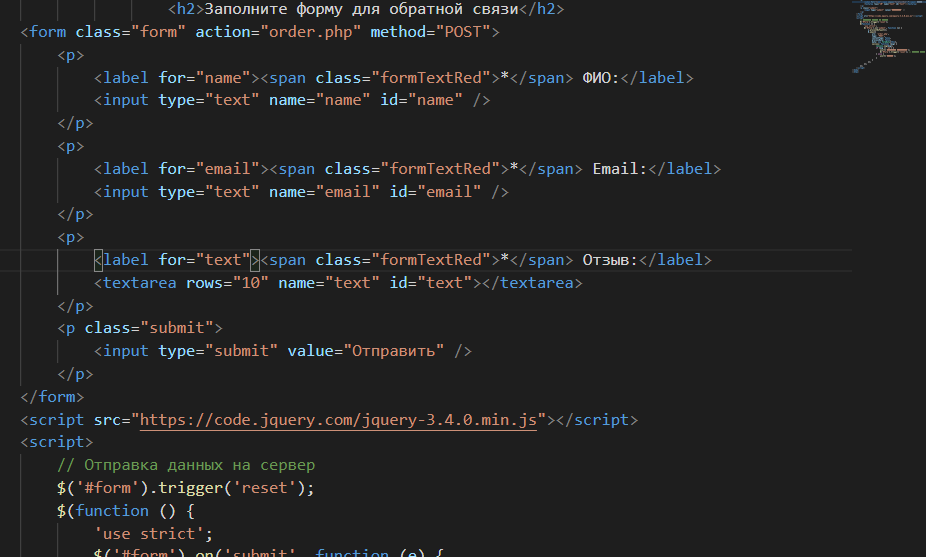 <h2>Заполните форму для обратной связи</h2>
<form class="form" action="order.php" method="POST">
<p>
<label for="name"><span class="formTextRed">*</span> ФИО:</label>
<input type="text" name="name" id="name" />
</p>
<p>
<label for="email"><span class="formTextRed">*</span> Email:</label>
<input type="text" name="email" id="email" />
</p>
<p>
<label for="text"><span class="formTextRed">*</span> Отзыв:</label>
<textarea rows="10" name="text" id="text"></textarea>
</p>
<p class="submit">
<input type="submit" value="Отправить" />
</p>
</form>
<script src="https://code.jquery.com/jquery-3.4.0.min.js"></script>
<script>
// Отправка данных на сервер
$('#form').trigger('reset');
$(function () {
'use strict';
$('#form').on('submit', function (e) {